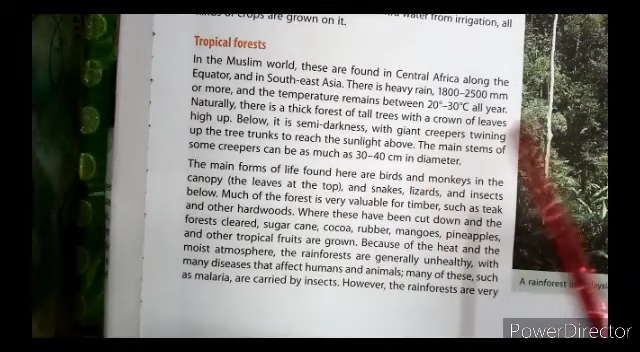 of crops are grown on it.
water from irrigation, all
Tropical forests
In the Muslim world, these are found in Central Africa along the
Equator, and in South-east Asia. There is heavy rain, 1800–2500 mm
or more, and the temperature remains between 20°–30°C all year.
Naturally, there is a thick forest of tall trees with a crown of leaves
high up. Below, it is semi-darkness, with giant creepers twining
up the tree trunks to reach the sunlight above. The main stems of
some creepers can be as much as 30–40 cm in diameter.
The main forms of life found here are birds and monkeys in the
canopy (the leaves at the top), and snakes, lizards, and insects
below. Much of the forest is very valuable for timber, such as teak
and other hardwoods. Where these have been cut down and the
forests cleared, sugar cane, cocoa, rubber, mangoes, pineapples,
and other tropical fruits are grown. Because of the heat and the
moist atmosphere, the rainforests are generally unhealthy, with
many diseases that affect humans and animals; many of these, such
as malaria, are carried by insects. However, the rainforests are very
A rainforest
PowerDirector